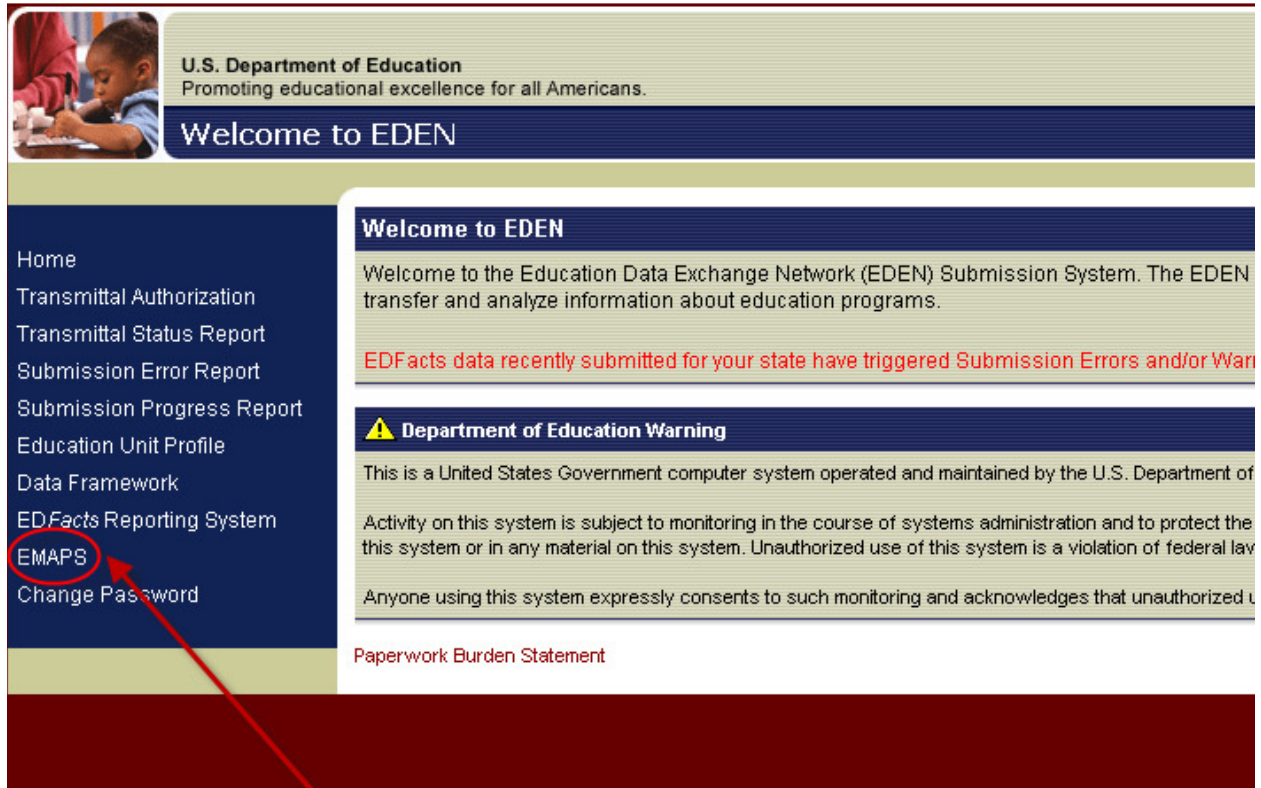 U.S. Department of Education
Promoting educational excellence for all Americans.
Welcome to EDEN
Home
Transmittal Authorization
Transmittal Status Report
Submission Error Report
Submission Progress Report
Education Unit Profile
Data Framework
EDFacts Reporting System
EMAPS
Change Password
Welcome to EDEN
Welcome to the Education Data Exchange Network (EDEN) Submission System. The EDEN
transfer and analyze information about education programs.
EDFacts data recently submitted for your state have triggered Submission Errors and/or
Department of Education Warning
This is a United States Government computer system operated and maintained by the U.S. Department of
Activity on this system is subject to monitoring in the course of systems administration and to protect the
this system or in any material on this system. Unauthorized use of this system is a violation of federal
Anyone using this system expressly consents to such monitoring and acknowledges that unauthorized
Paperwork Burden Statement